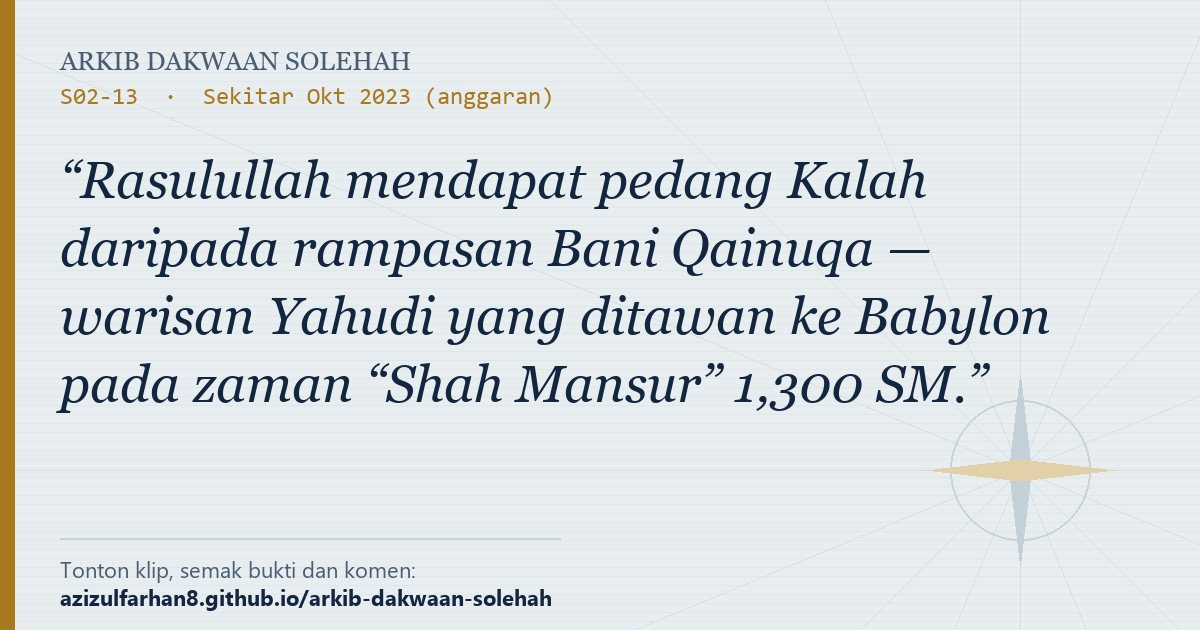 ARKIB DAKWAAN SOLEHAH
S02-13 · Sekitar Okt 2023 (anggaran)
“Rasulullah mendapat pedang Kalah
daripada rampasan Bani Qainuqa —
warisan Yahudi yang ditawan ke Babylon
pada zaman “Shah Mansur” 1,300 SM.”
Tonton klip, semak bukti dan komen:
azizulfarhan8.github.io/arkib-dakwaan-solehah